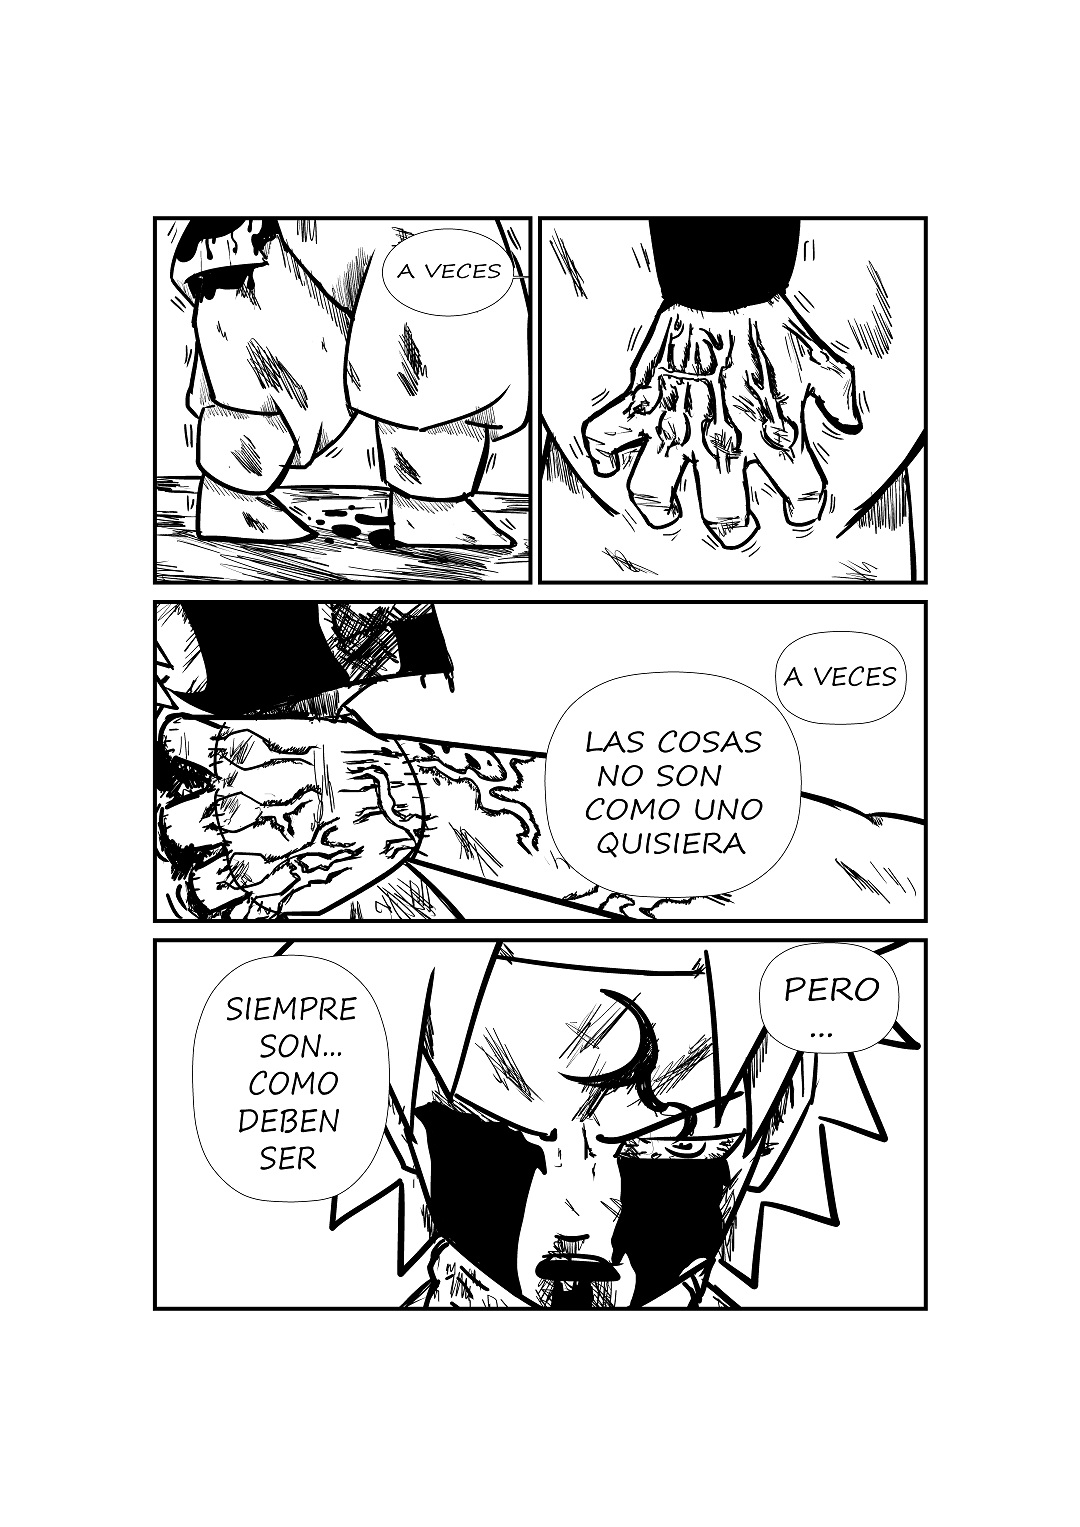 A VECES
A VECES
LAS COSAS
NO SON
COMO UNO
QUISIERA
PERO
...
SIEMPRE
SON...
COMO
DEBEN
SER